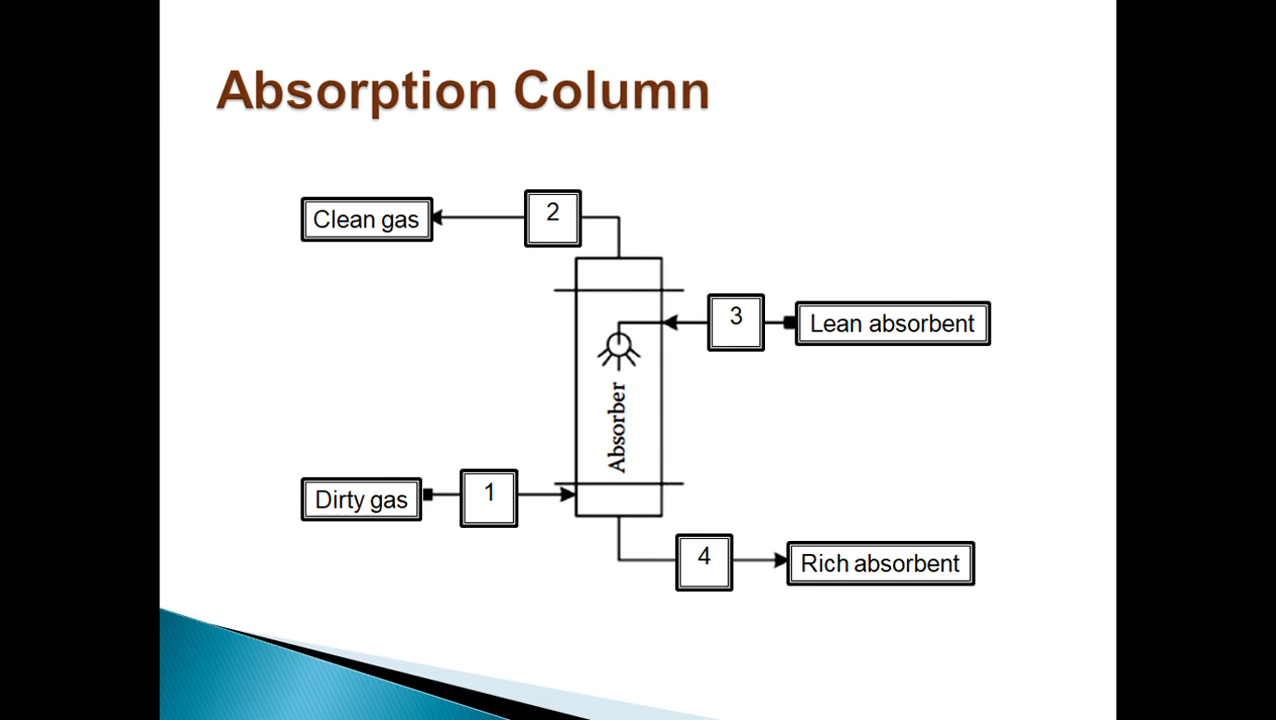 Absorption Column
2
Clean gas
3
Lean absorbent
Absorber
1
Dirty gas
4
Rich absorbent